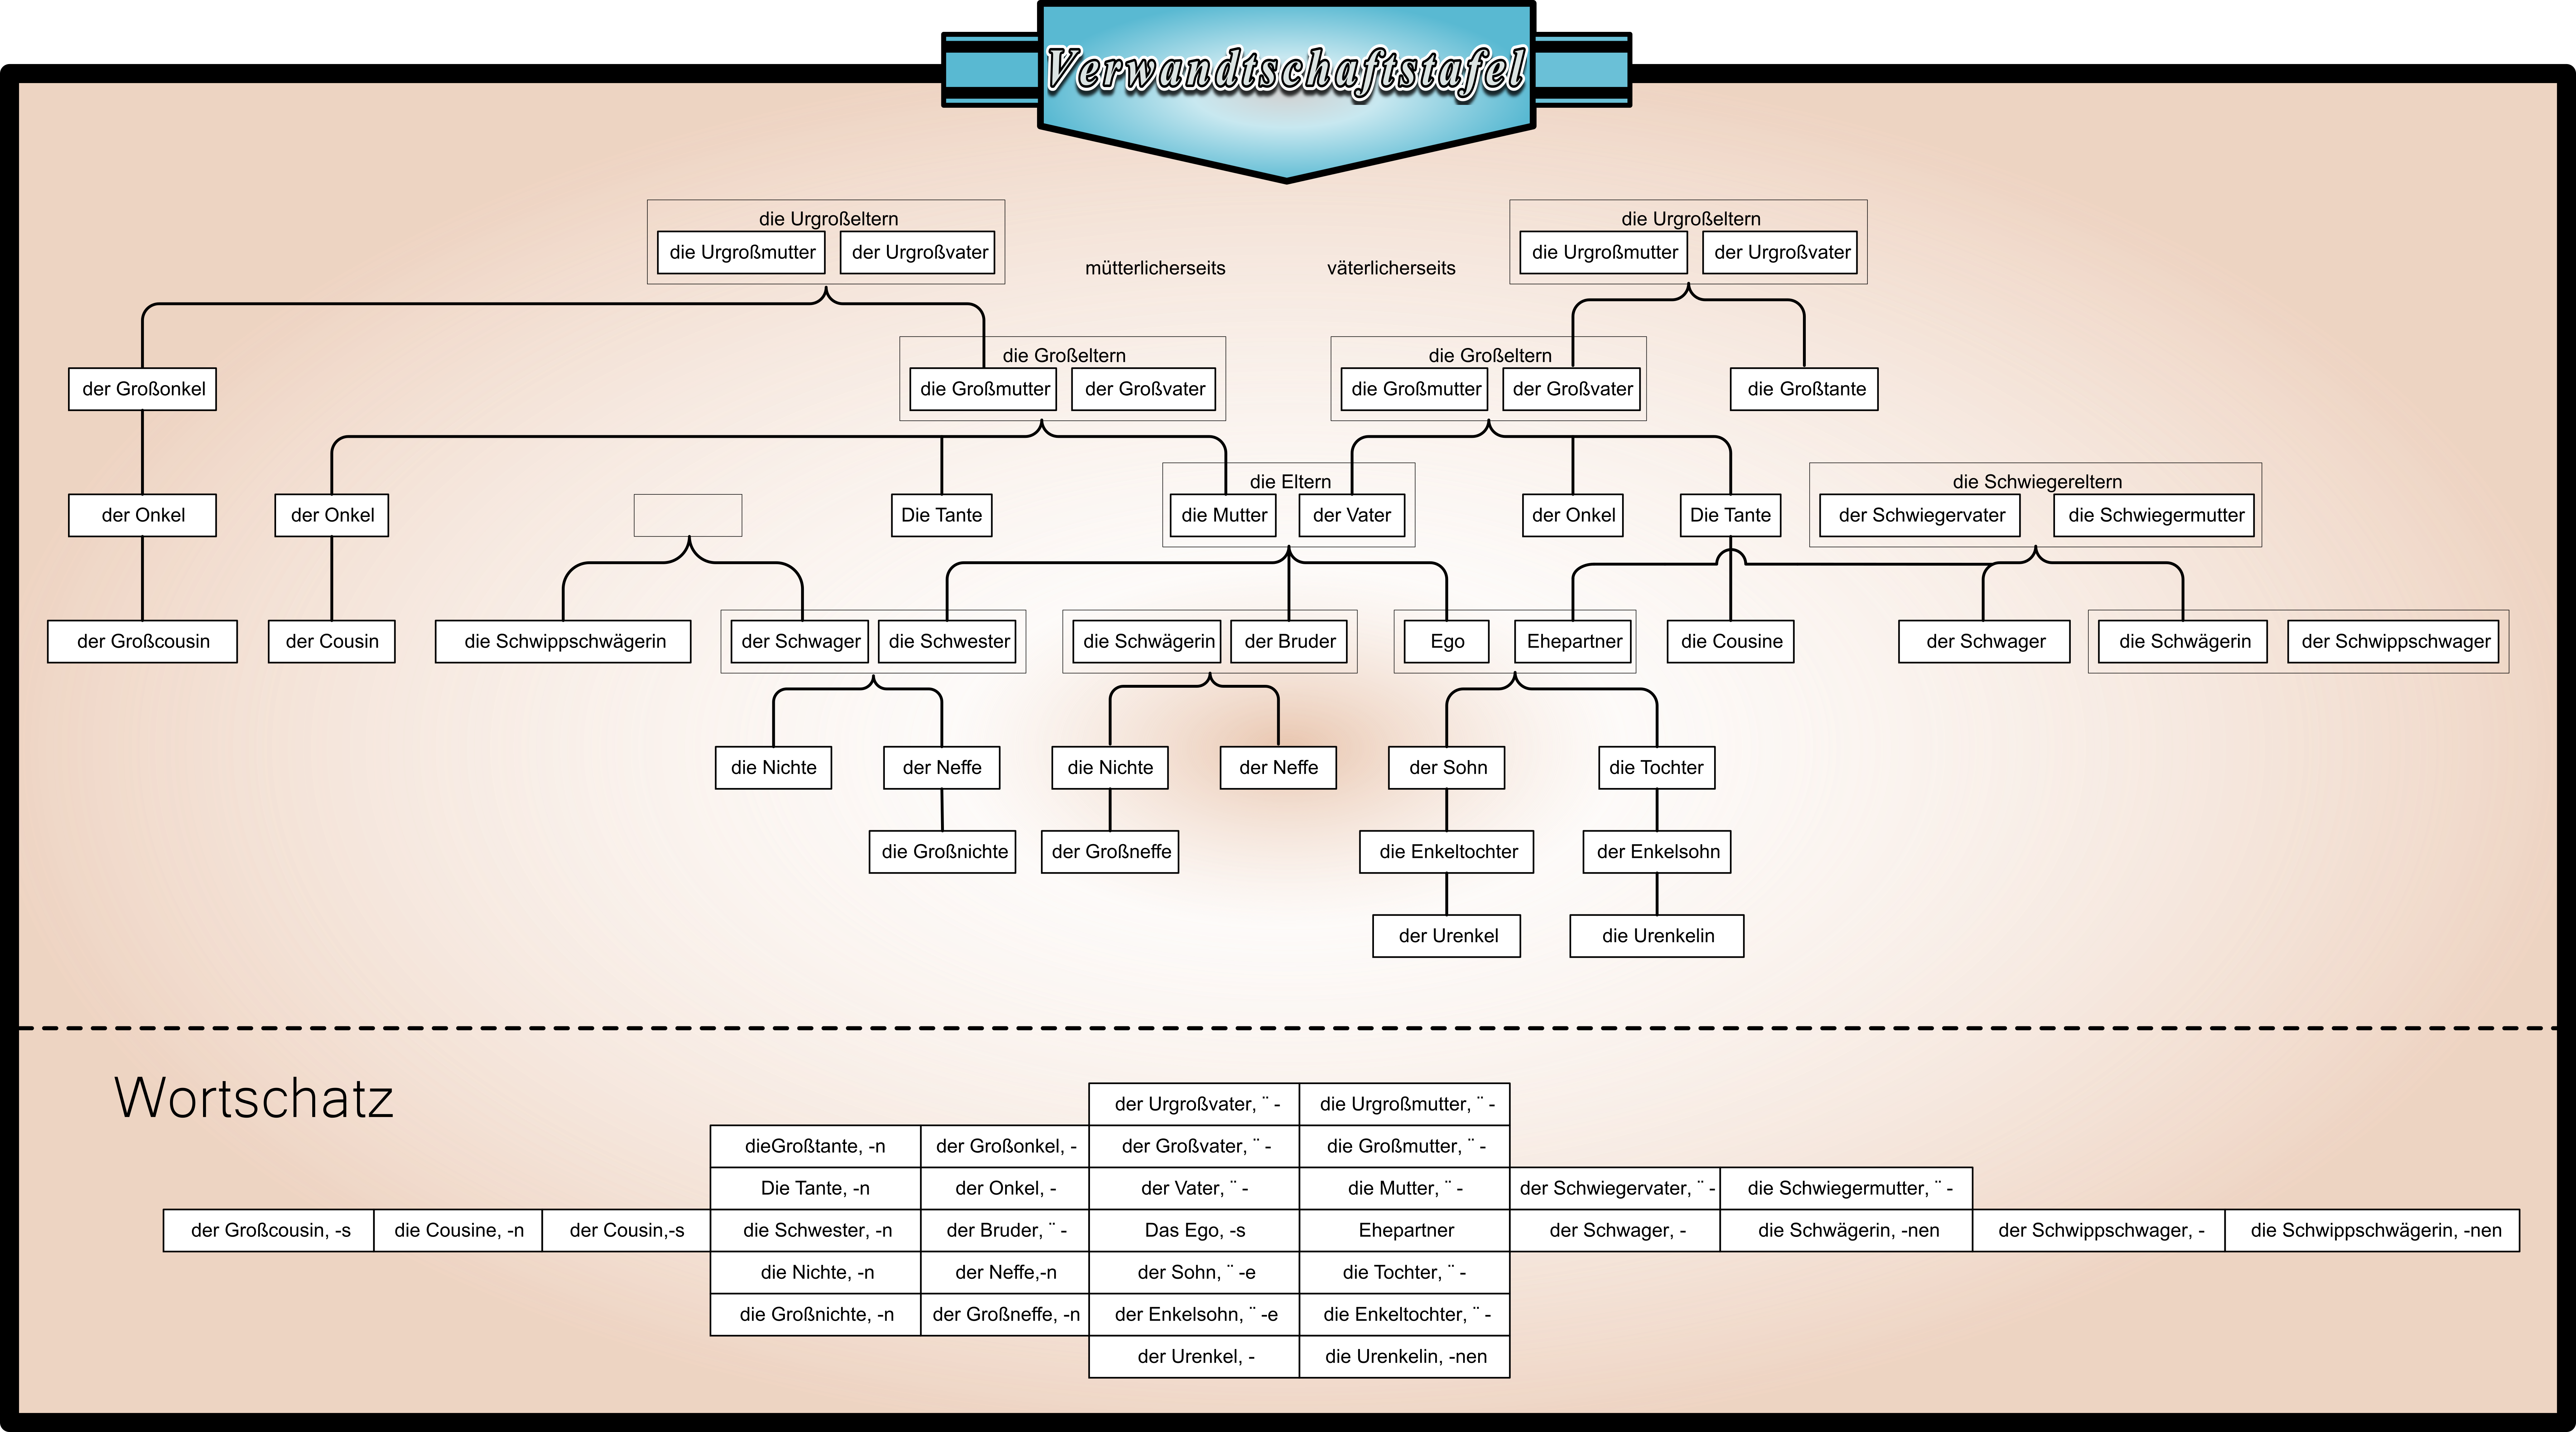 Verwandtschaftstafel
die Urgroßeltern
die Urgroßmutter
der Urgroßvater
mütterlicherseits
väterlicherseits
die Urgroßeltern
die Urgroßmutter
der Urgroßvater
der Großonkel
die Großeltern
die Großmutter
der Großvater
die Großeltern
die Großmutter
der Großvater
die Großtante
der Onkel
der Onkel
Die Tante
die Eltern
die Mutter
der Vater
der Onkel
Die Tante
die Schwiegereltern
der Schwiegervater
die Schwiegermutter
der Großcousin
der Cousin
die Schwippschwägerin
der Schwager
die Schwester
die Schwägerin
der Bruder
Ego
Ehepartner
die Cousine
der Schwager
die Schwägerin
der Schwippschwager
die Nichte
der Neffe
die Nichte
der Neffe
der Sohn
die Tochter
die Großnichte
der Großneffe
die Enkeltochter
der Enkelsohn
der Urenkel
die Urenkelin
Wortschatz
der Urgroßvater, ¨ -
die Urgroßmutter, ¨ -
dieGroßtante, -n
der Großonkel, -
der Großvater, ¨ -
die Großmutter, ¨ -
Die Tante, -n
der Onkel, -
der Vater, ¨ -
die Mutter, ¨ -
der Schwiegervater, ¨ -
die Schwiegermutter, ¨ -
der Großcousin, -s
die Cousine, -n
der Cousin,-s
die Schwester, -n
der Bruder, ¨ -
Das Ego, -s
Ehepartner
der Schwager, -
die Schwägerin, -nen
der Schwippschwager, -
die Schwippschwägerin, -nen
die Nichte, -n
der Neffe,-n
der Sohn, ¨ -e
die Tochter, ¨ -
die Großnichte, -n
der Großneffe, -n
der Enkelsohn, ¨ -e
die Enkeltochter, ¨ -
der Urenkel, -
die Urenkelin, -nen